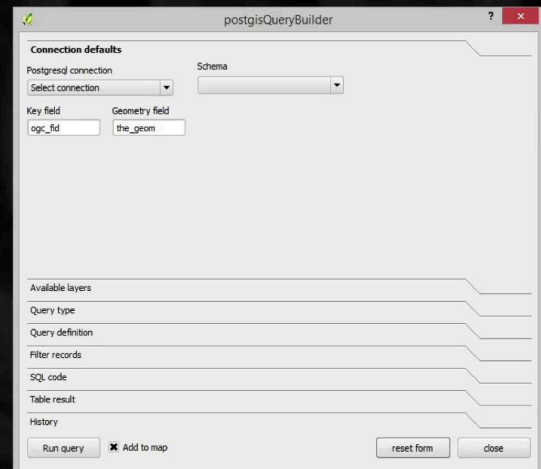 postgisQueryBuilder
?
Connection defaults
Postgresql connection
Schema
Select connection
Key field
Geometry field
ogc_fid
the_geom
Available layers
Query type
Query definition
Filter records
SQL code
Table result
History
Run query
Add to map
reset form
close